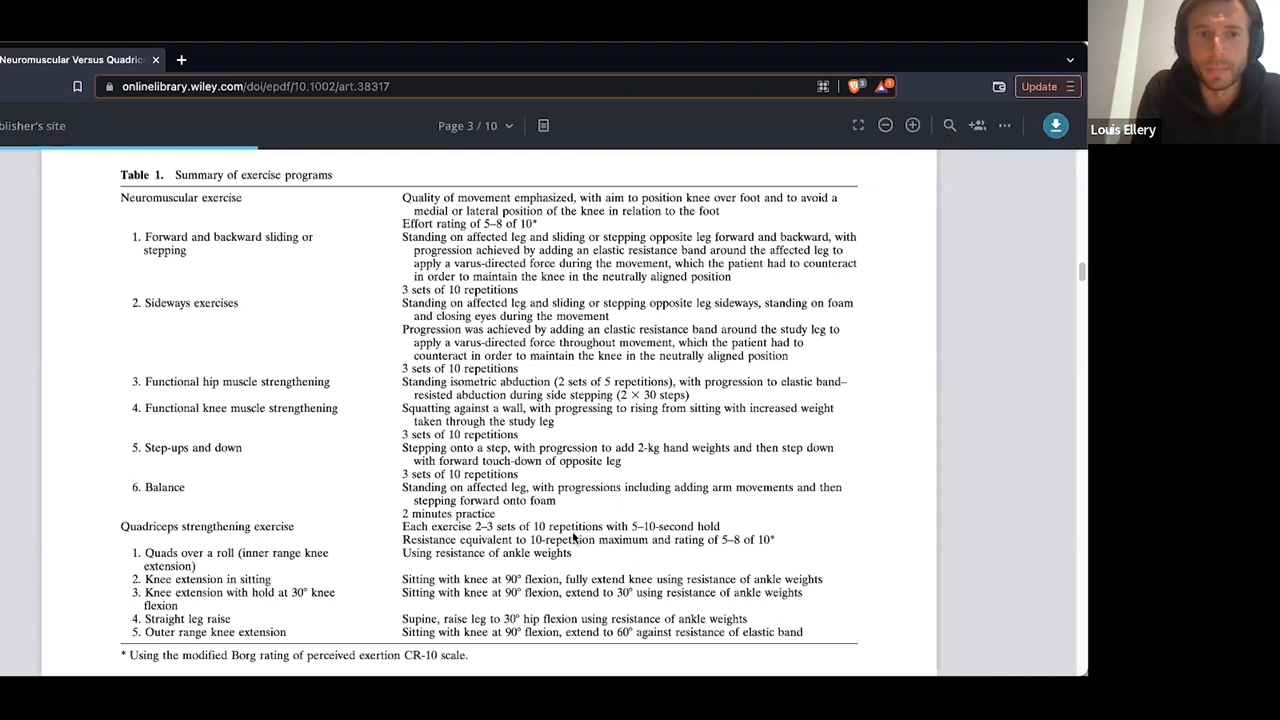 Neuromuscular Versus Quadric
onlinelibrary.wiley.com/doi/epdf/10.1002/art.38317
3
1
Update
blisher's site
Page 3 / 10
Louis Ellery
Table 1. Summary of exercise programs
Neuromuscular exercise
Quality of movement emphasized, with aim to position knee over foot and to avoid a
medial or lateral position of the knee in relation to the foot
Effort rating of 5–8 of 10*
1. Forward and backward sliding or
stepping
Standing on affected leg and sliding or stepping opposite leg forward and backward, with
progression achieved by adding an elastic resistance band around the affected leg to
apply a varus-directed force during the movement, which the patient had to counteract
in order to maintain the knee in the neutrally aligned position
3 sets of 10 repetitions
2. Sideways exercises
Standing on affected leg and sliding or stepping opposite leg sideways, standing on foam
and closing eyes during the movement
Progression was achieved by adding an elastic resistance band around the study leg to
apply a varus-directed force throughout movement, which the patient had to
counteract in order to maintain the knee in the neutrally aligned position
3 sets of 10 repetitions
3. Functional hip muscle strengthening
Standing isometric abduction (2 sets of 5 repetitions), with progression to elastic band–
resisted abduction during side stepping (2 × 30 steps)
4. Functional knee muscle strengthening
Squatting against a wall, with progressing to rising from sitting with increased weight
taken through the study leg
3 sets of 10 repetitions
5. Step-ups and down
Stepping onto a step, with progression to add 2-kg hand weights and then step down
with forward touch-down of opposite leg
3 sets of 10 repetitions
6. Balance
Standing on affected leg, with progressions including adding arm movements and then
stepping forward onto foam
2 minutes practice
Quadriceps strengthening exercise
Each exercise 2–3 sets of 10 repetitions with 5–10-second hold
Resistance equivalent to 10-repetition maximum and rating of 5–8 of 10*
1. Quads over a roll (inner range knee
extension)
Using resistance of ankle weights
2. Knee extension in sitting
Sitting with knee at 90° flexion, fully extend knee using resistance of ankle weights
3. Knee extension with hold at 30° knee
flexion
Sitting with knee at 90° flexion, extend to 30° using resistance of ankle weights
4. Straight leg raise
Supine, raise leg to 30° hip flexion using resistance of ankle weights
5. Outer range knee extension
Sitting with knee at 90° flexion, extend to 60° against resistance of elastic band
* Using the modified Borg rating of perceived exertion CR-10 scale.